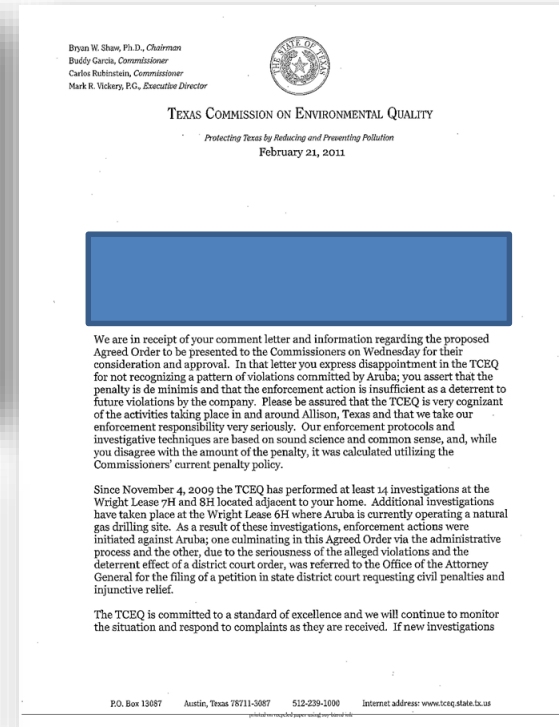 Bryan W. Shaw, Ph.D., Chairman
Buddy Garcia, Commissioner
Carlos Rubinstein, Commissioner
Mark R. Vickery, P.G., Executive Director
THE STATE OF TEXAS
TEXAS COMMISSION ON ENVIRONMENTAL QUALITY
Protecting Texas by Reducing and Preventing Pollution
February 21, 2011
We are in receipt of your comment letter and information regarding the proposed
Agreed Order to be presented to the Commissioners on Wednesday for their
consideration and approval. In that letter you express disappointment in the TCEQ
for not recognizing a pattern of violations committed by Aruba; you assert that the
penalty is de minimis and that the enforcement action is insufficient as a deterrent to
future violations by the company. Please be assured that the TCEQ is very cognizant
of the activities taking place in and around Allison, Texas and that we take our
enforcement responsibility very seriously. Our enforcement protocols and
investigative techniques are based on sound science and common sense, and, while
you disagree with the amount of the penalty, it was calculated utilizing the
Commissioners' current penalty policy.
Since November 4, 2009 the TCEQ has performed at least 14 investigations at the
Wright Lease 7H and 8H located adjacent to your home. Additional investigations
have taken place at the Wright Lease 6H where Aruba is currently operating a natural
gas drilling site. As a result of these investigations, enforcement actions were
initiated against Aruba; one culminating in this Agreed Order via the administrative
process and the other, due to the seriousness of the alleged violations and the
deterrent effect of a district court order, was referred to the Office of the Attorney
General for the filing of a petition in state district court requesting civil penalties and
injunctive relief.
The TCEQ is committed to a standard of excellence and we will continue to monitor
the situation and respond to complaints as they are received. If new investigations
P.O. Box 13087 Austin, Texas 78711-3087 512-239-1000 Internet address: www.tceq.state.tx.us
printed on recycled paper using soy-based ink